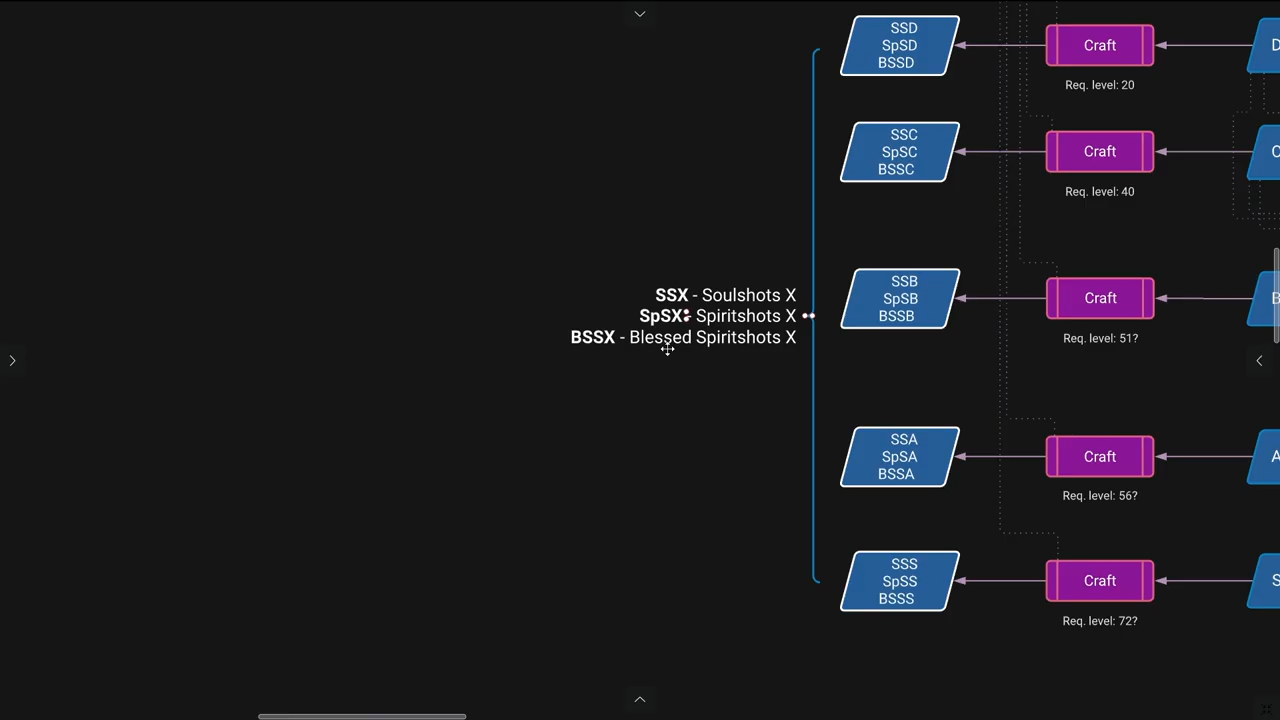 SSD
SpSD
BSSD
Craft
D
Req. level: 20
SSC
SpSC
BSSC
Craft
C
Req. level: 40
SSX - Soulshots X
SpSX - Spiritshots X
BSSX - Blessed Spiritshots X
SSB
SpSB
BSSB
Craft
B
Req. level: 51?
SSA
SpSA
BSSA
Craft
A
Req. level: 56?
SSS
SpSS
BSSS
Craft
S
Req. level: 72?